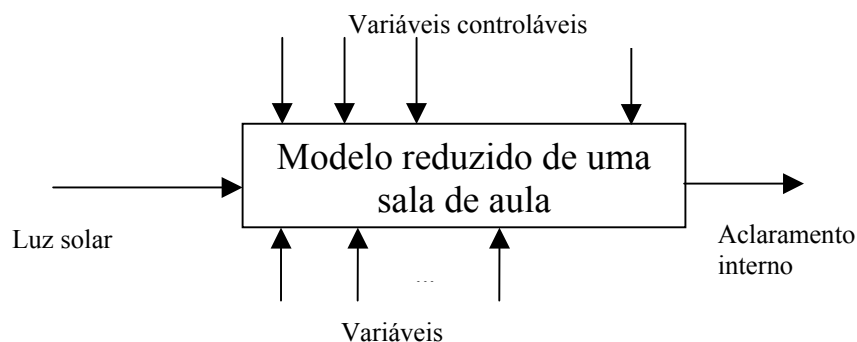 Variáveis controláveis
Modelo reduzido de uma
sala de aula
Luz solar
Aclaramento
interno
...
Variáveis